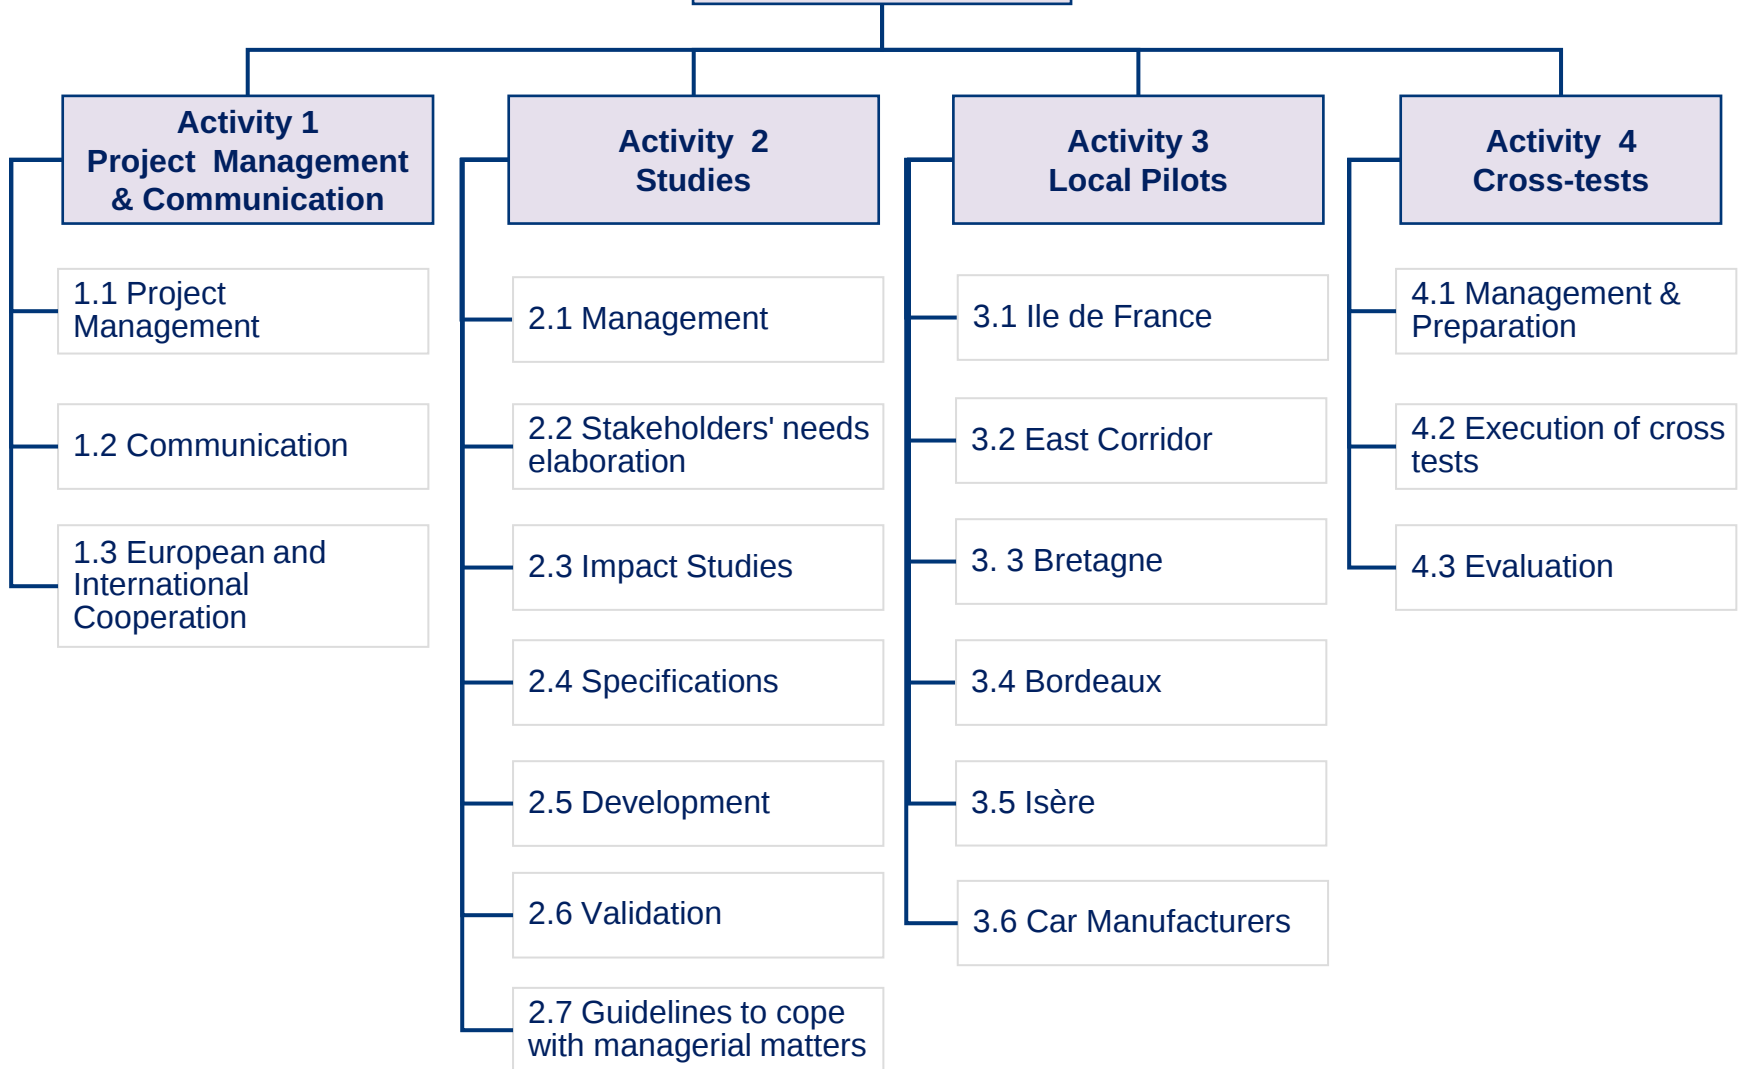 Activity 1
Project  Management
& Communication
1.1 Project
Management
1.2 Communication
1.3 European and
International
Cooperation
Activity  2
Studies
2.1 Management
2.2 Stakeholders' needs
elaboration
2.3 Impact Studies
2.4 Specifications
2.5 Development
2.6 Validation
2.7 Guidelines to cope
with managerial matters
Activity 3
Local Pilots
3.1 Ile de France
3.2 East Corridor
3. 3 Bretagne
3.4 Bordeaux
3.5 Isère
3.6 Car Manufacturers
Activity  4
Cross-tests
4.1 Management &
Preparation
4.2 Execution of cross
tests
4.3 Evaluation